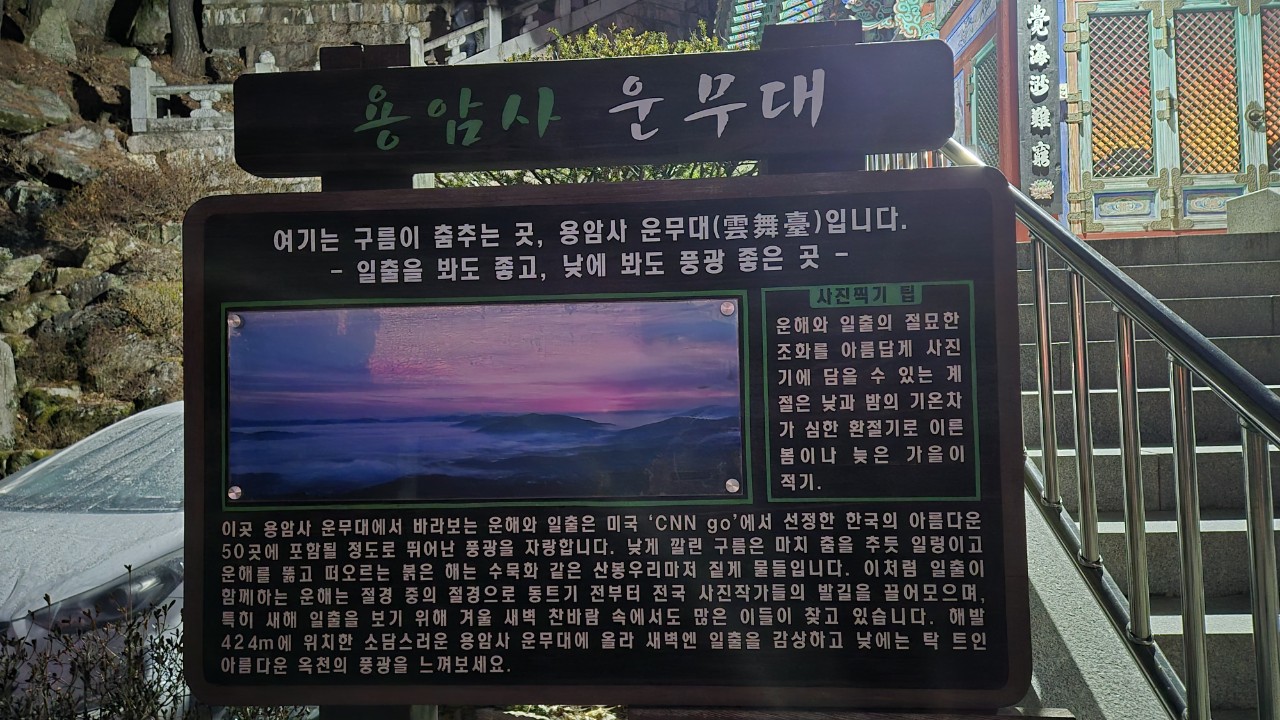 용암사 운무대
여기는 구름이 춤추는 곳, 용암사 운무대(雲舞臺)입니다.
- 일출을 봐도 좋고, 낮에 봐도 풍광 좋은 곳 -
사진찍기 팁
운해와 일출의 절묘한
조화를 아름답게 사진
기에 담을 수 있는 계
절은 낮과 밤의 기온차
가 심한 환절기로 이른
봄이나 늦은 가을이
적기.
이곳 용암사 운무대에서 바라보는 운해와 일출은 미국 ‘CNN go’에서 선정한 한국의 아름다운
50곳에 포함될 정도로 뛰어난 풍광을 자랑합니다. 낮게 깔린 구름은 마치 춤을 추듯 일렁이고
운해를 뚫고 떠오르는 붉은 해는 수묵화 같은 산봉우리마저 짙게 물들입니다. 이처럼 일출이
함께하는 운해는 절경 중의 절경으로 동트기 전부터 전국 사진작가들의 발길을 끌어모으며,
특히 새해 일출을 보기 위해 겨울 새벽 찬바람 속에서도 많은 이들이 찾고 있습니다. 해발
424m에 위치한 소담스러운 용암사 운무대에 올라 새벽엔 일출을 감상하고 낮에는 탁 트인
아름다운 옥천의 풍광을 느껴보세요.
覺海渺難窮